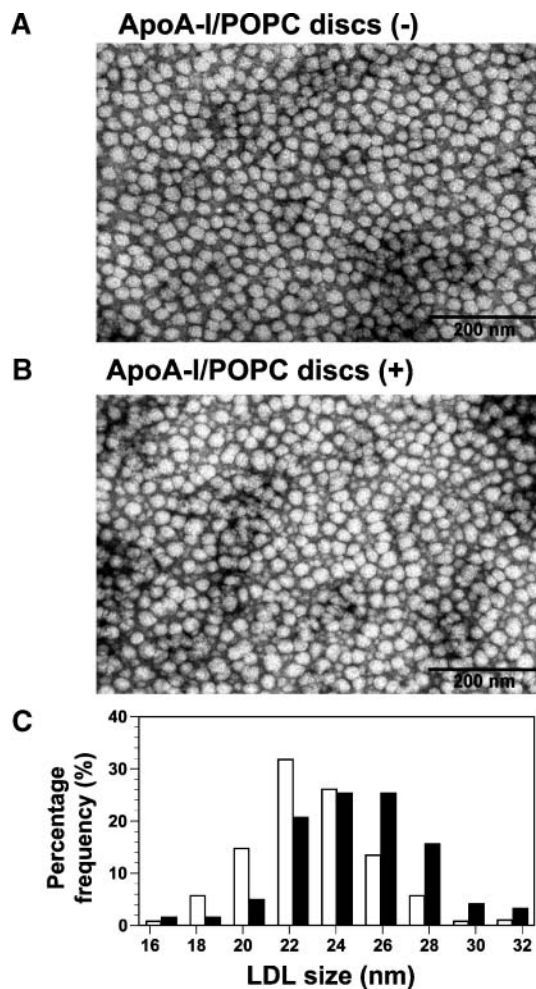 A ApoA-I/POPC discs (-)
200 nm
B ApoA-I/POPC discs (+)
200 nm
C
Percentage
frequency (%)
40
30
20
10
0
16 18 20 22 24 26 28 30 32
LDL size (nm)